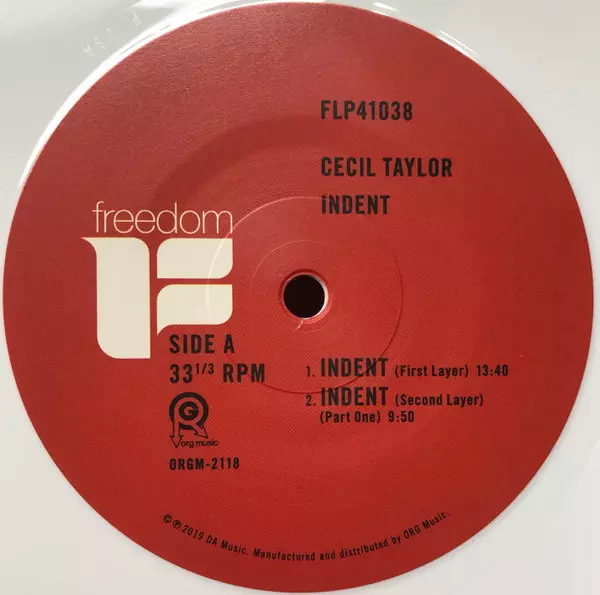 FLP41038
CECIL TAYLOR
INDENT
freedom
SIDE A
33 1/3 RPM
1. INDENT (First Layer) 13:40
2. INDENT (Second Layer)
(Part One) 9:50
R G
org music
ORGM-2118
© ℗ 2019 DA Music. Manufactured and distributed by ORG Music.